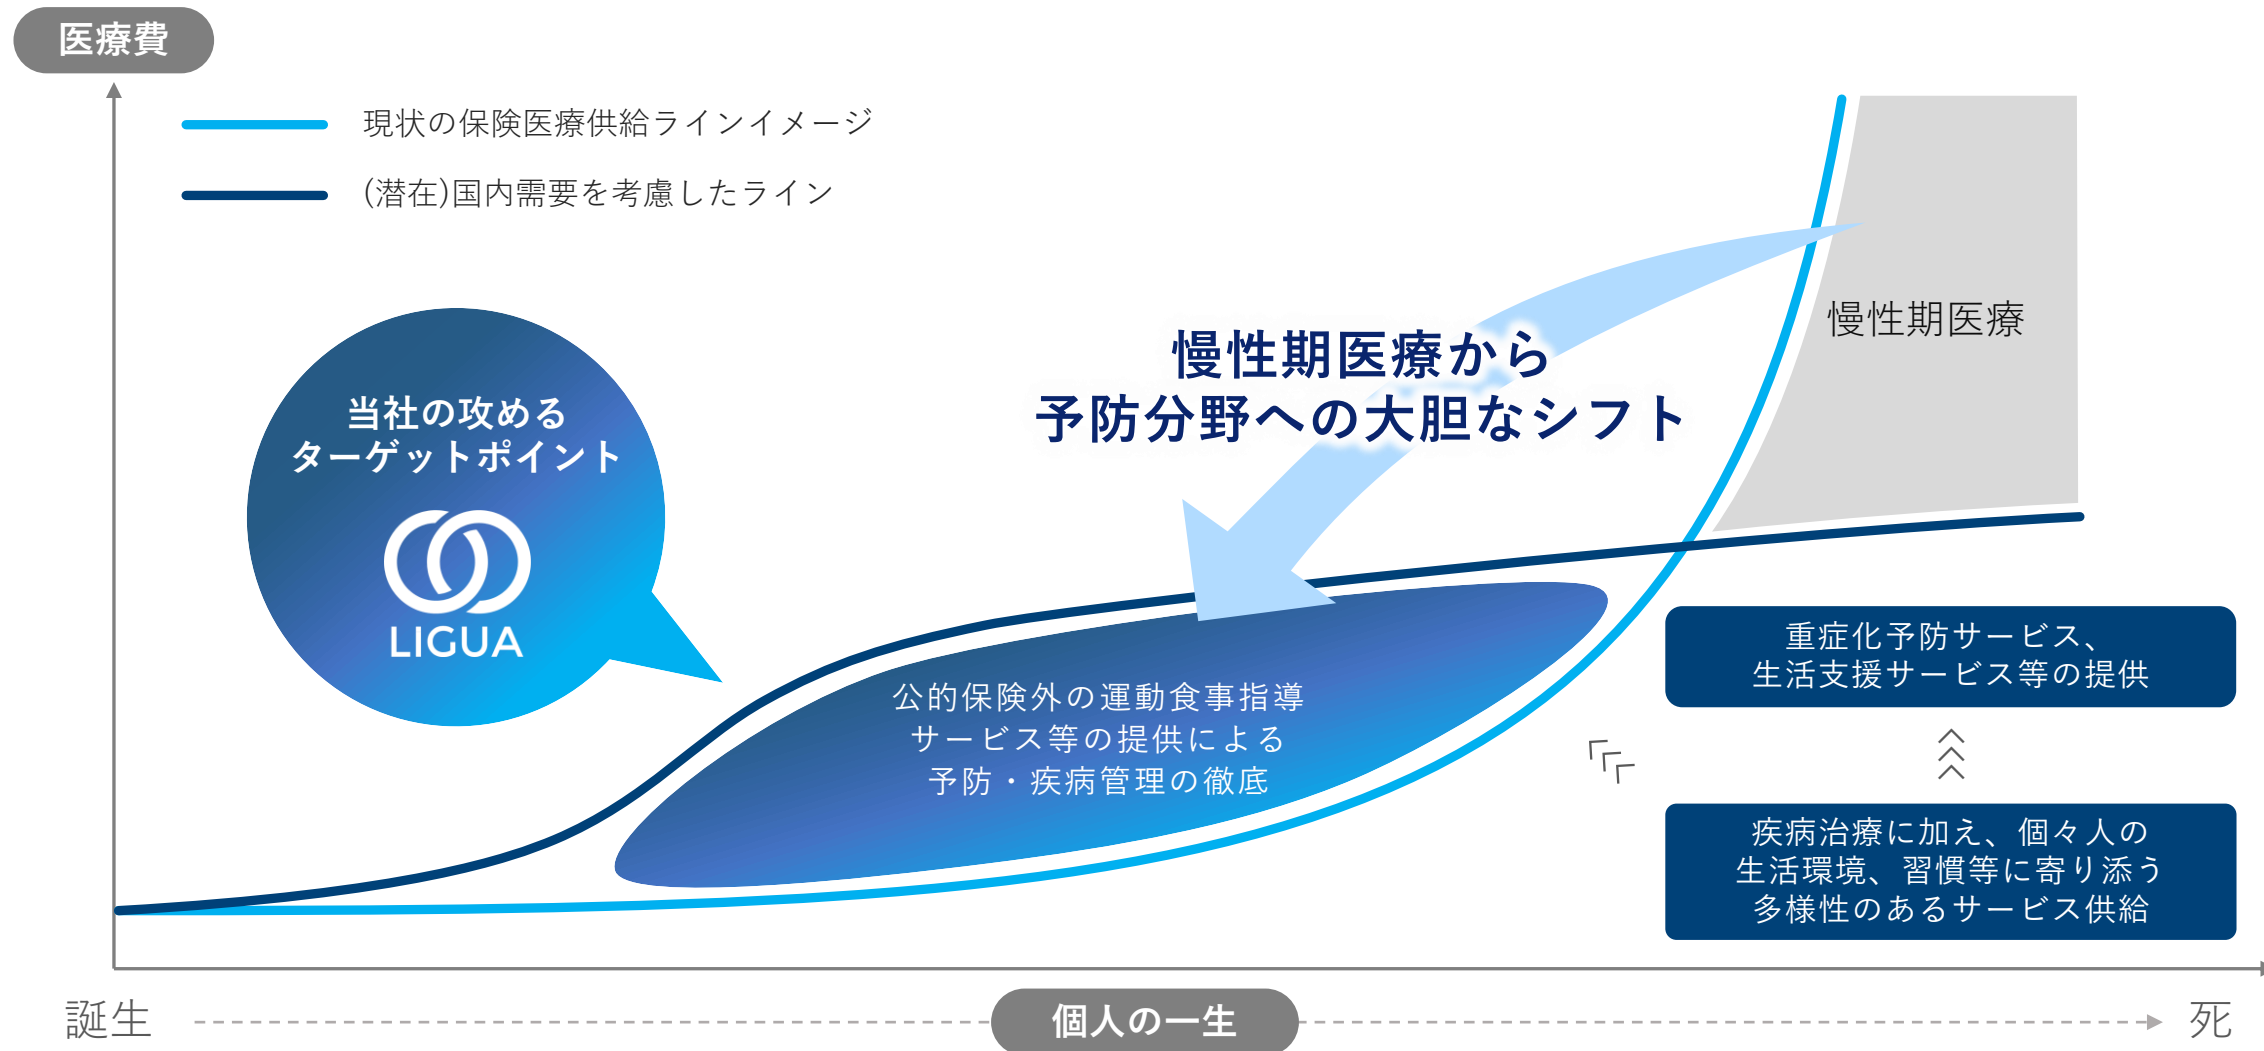 医療費
現状の保険医療供給ラインイメージ
(潜在)国内需要を考慮したライン
慢性期医療
慢性期医療から
予防分野への大胆なシフト
当社の攻める
ターゲットポイント
LIGUA
公的保険外の運動食事指導
サービス等の提供による
予防・疾病管理の徹底
重症化予防サービス、
生活支援サービス等の提供
疾病治療に加え、個々人の
生活環境、習慣等に寄り添う
多様性のあるサービス供給
誕生
個人の一生
死